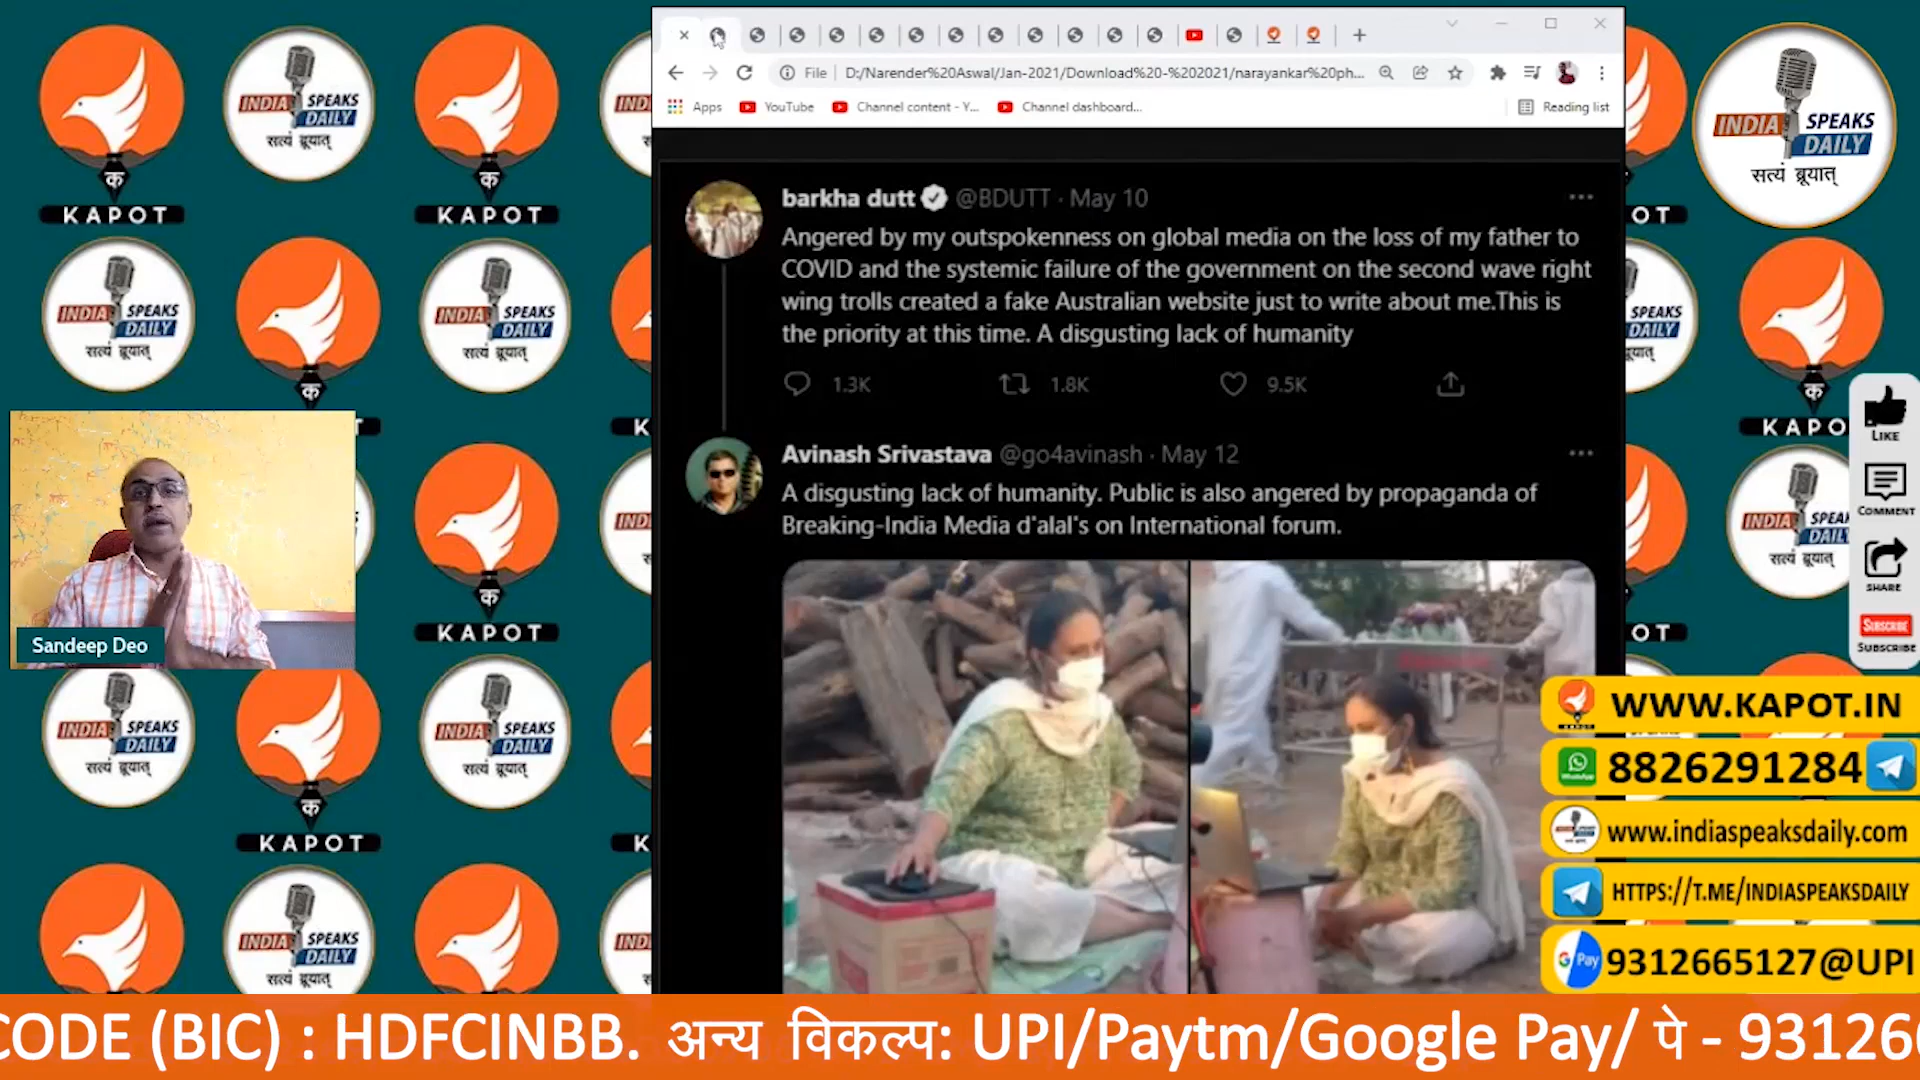 File
D:/Narender%20Aswal/Jan-2021/Download%20-%202021/narayankar%20ph...
Apps
YouTube
Channel content - Y...
Channel dashboard...
Reading list
barkha dutt @BDUTT · May 10
Angered by my outspokenness on global media on the loss of my father to
COVID and the systemic failure of the government on the second wave right
wing trolls created a fake Australian website just to write about me.This is
the priority at this time. A disgusting lack of humanity
1.3K
1.8K
9.5K
Avinash Srivastava @go4avinash · May 12
A disgusting lack of humanity. Public is also angered by propaganda of
Breaking-India Media d'alal's on International forum.
Sandeep Deo
INDIA SPEAKS
DAILY
सत्यं ब्रूयात्
क
KAPOT
LIKE
COMMENT
SHARE
SUBSCRIBE
SUBSCRIBE
WWW.KAPOT.IN
8826291284
www.indiaspeaksdaily.com
HTTPS://T.ME/INDIASPEAKSDAILY
G Pay 9312665127@UPI
CODE (BIC) : HDFCINBB. अन्य विकल्प: UPI/Paytm/Google Pay/ पे - 93126